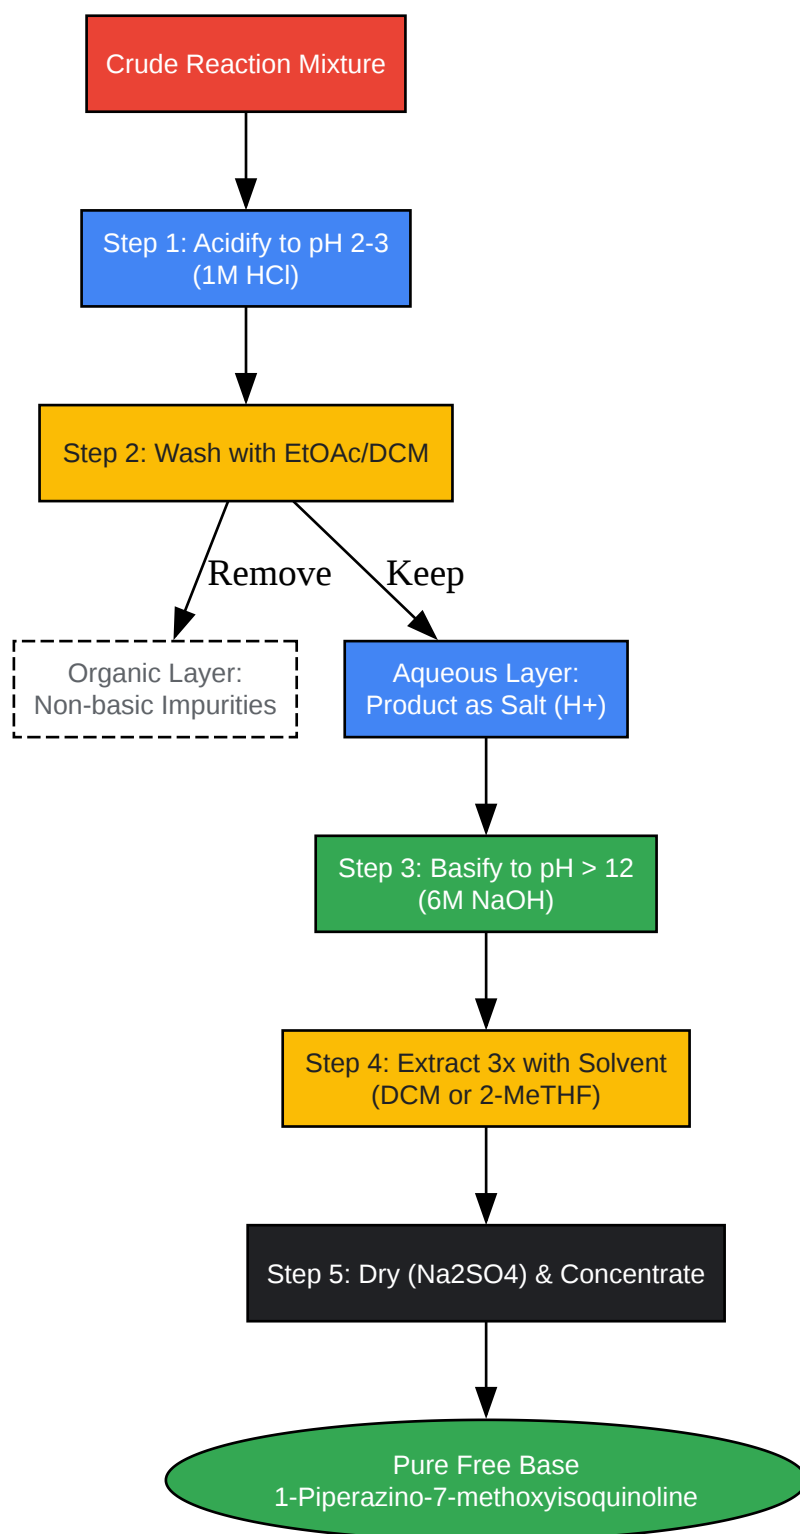 Crude Reaction Mixture
Step 1: Acidify to pH 2-3
(1M HCl)
Step 2: Wash with EtOAc/DCM
Remove
Keep
Organic Layer:
Non-basic Impurities
Aqueous Layer:
Product as Salt (H+)
Step 3: Basify to pH > 12
(6M NaOH)
Step 4: Extract 3x with Solvent
(DCM or 2-MeTHF)
Step 5: Dry (Na2SO4) & Concentrate
Pure Free Base
1-Piperazino-7-methoxyisoquinoline